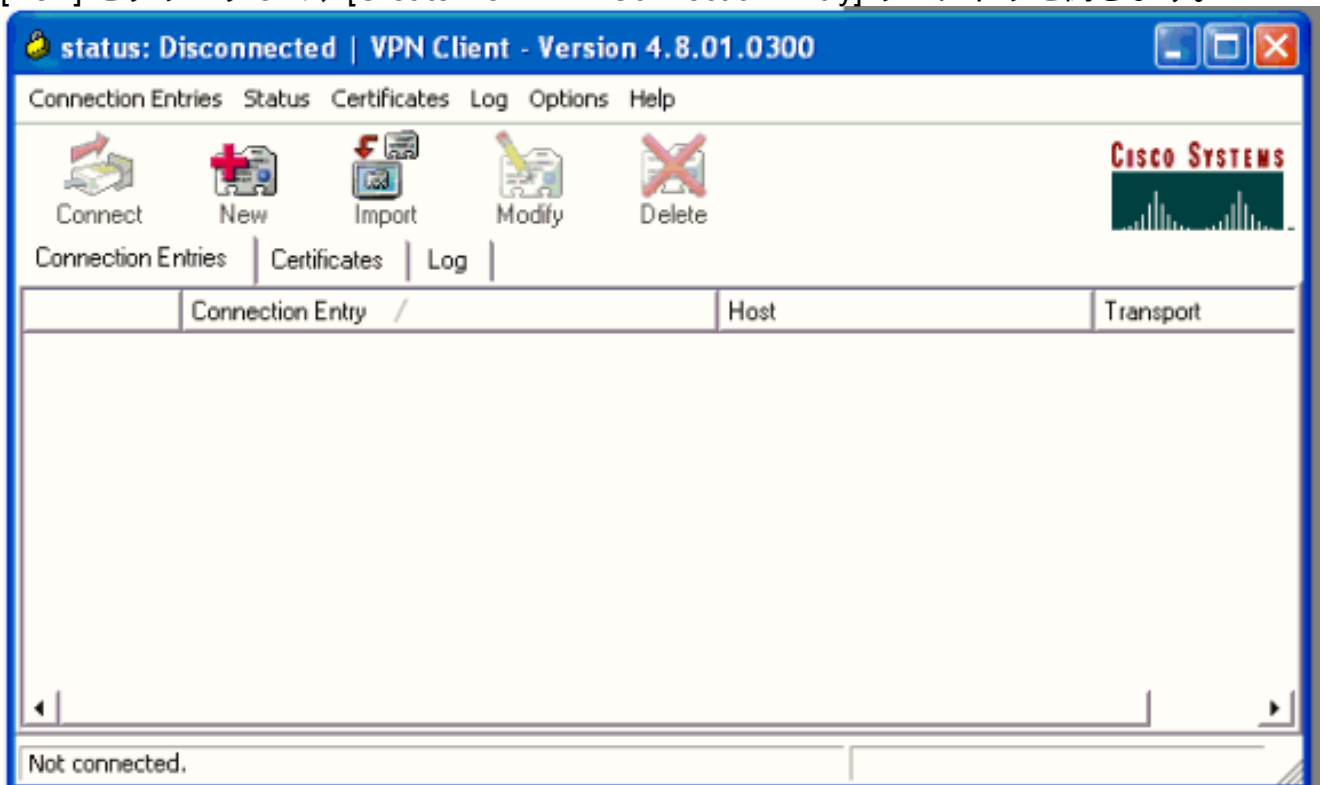 status: Disconnected | VPN Client - Version 4.8.01.0300
Connection Entries Status Certificates Log Options Help
Connect New Import Modify Delete
CISCO SYSTEMS
Connection Entries Certificates Log
Connection Entry / Host Transport
Not connected.